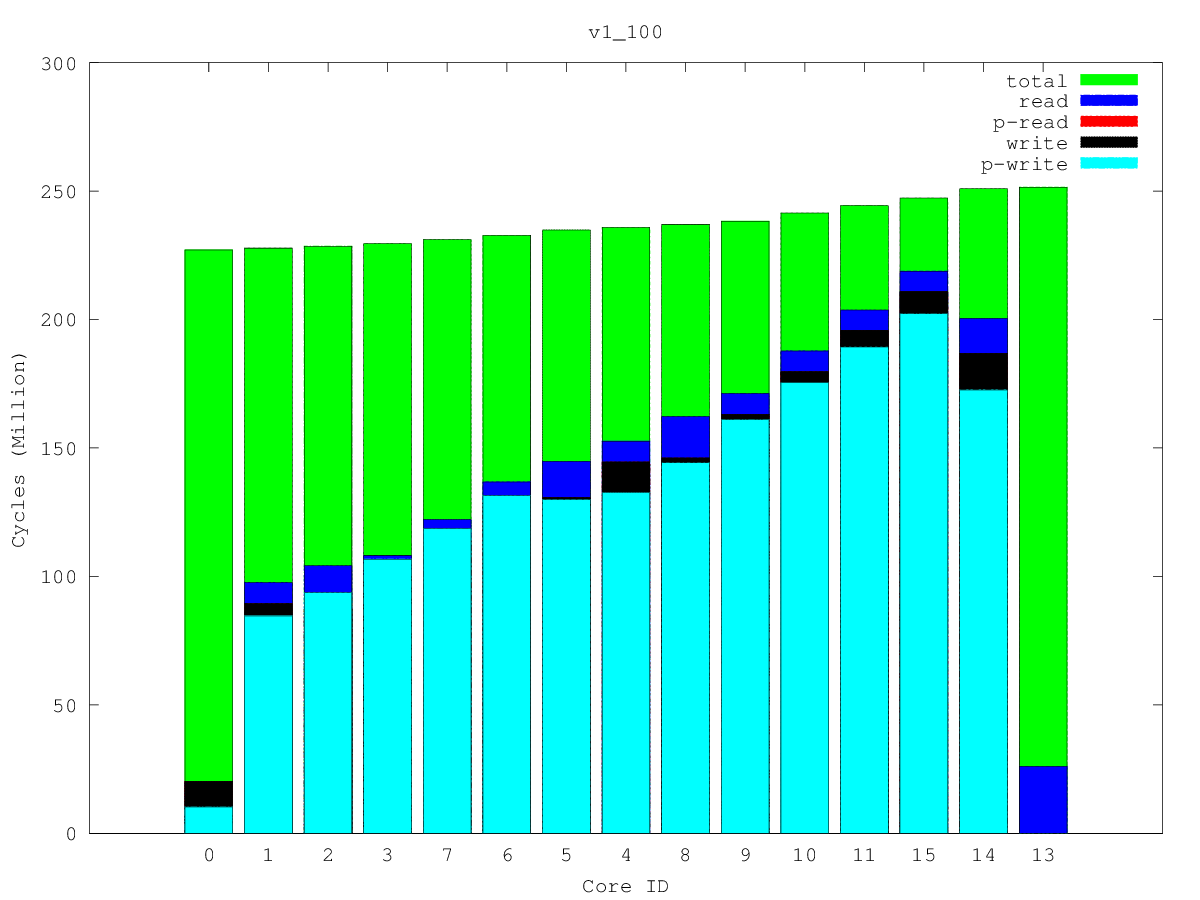 v1_100
300
250
200
150
100
50
0
Cycles (Million)
total
read
p-read
write
p-write
0 1 2 3 7 6 5 4 8 9 10 11 15 14 13
Core ID